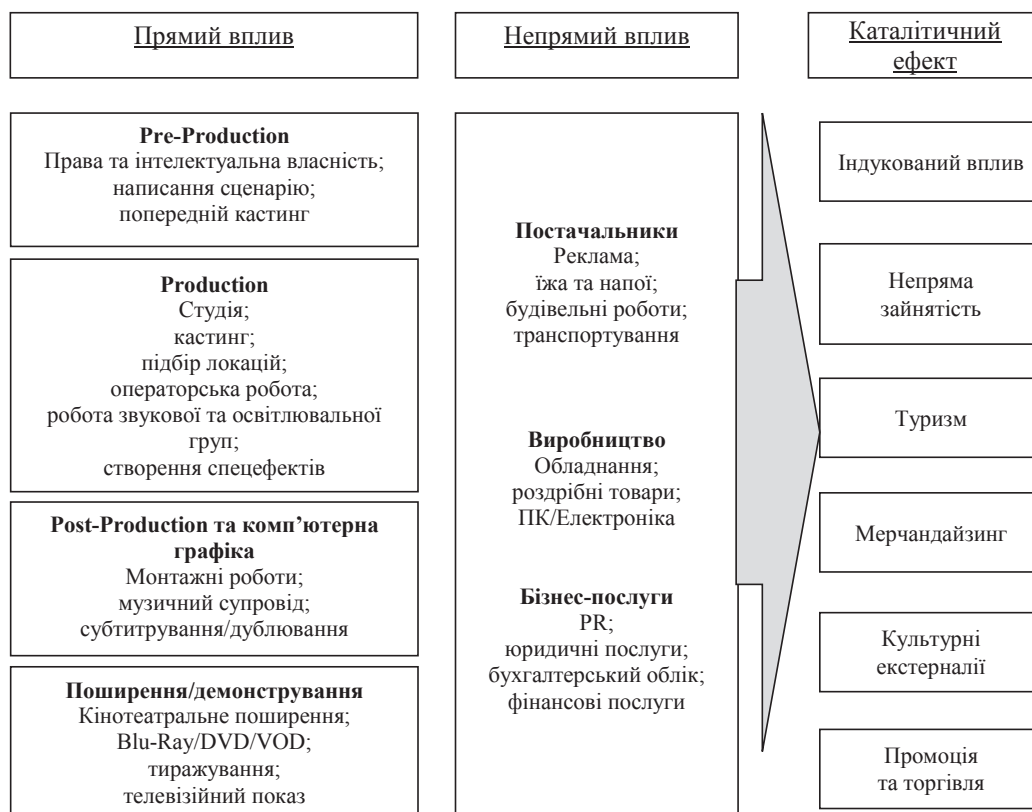 Прямий вплив
Непрямий вплив
Каталітичний
ефект
Pre-Production
Права та інтелектуальна власність;
написання сценарію;
попередній кастинг
Production
Студія;
кастинг;
підбір локацій;
операторська робота;
робота звукової та освітлювальної
груп;
створення спецефектів
Post-Production та комп’ютерна
графіка
Монтажні роботи;
музичний супровід;
субтитрування/дублювання
Поширення/демонстрування
Кінотеатральне поширення;
Blu-Ray/DVD/VOD;
тиражування;
телевізійний показ
Постачальники
Реклама;
їжа та напої;
будівельні роботи;
транспортування
Виробництво
Обладнання;
роздрібні товари;
ПК/Електроніка
Бізнес-послуги
PR;
юридичні послуги;
бухгалтерський облік;
фінансові послуги
Індукований вплив
Непряма
зайнятість
Туризм
Мерчандайзинг
Культурні
екстерналії
Промоція
та торгівля